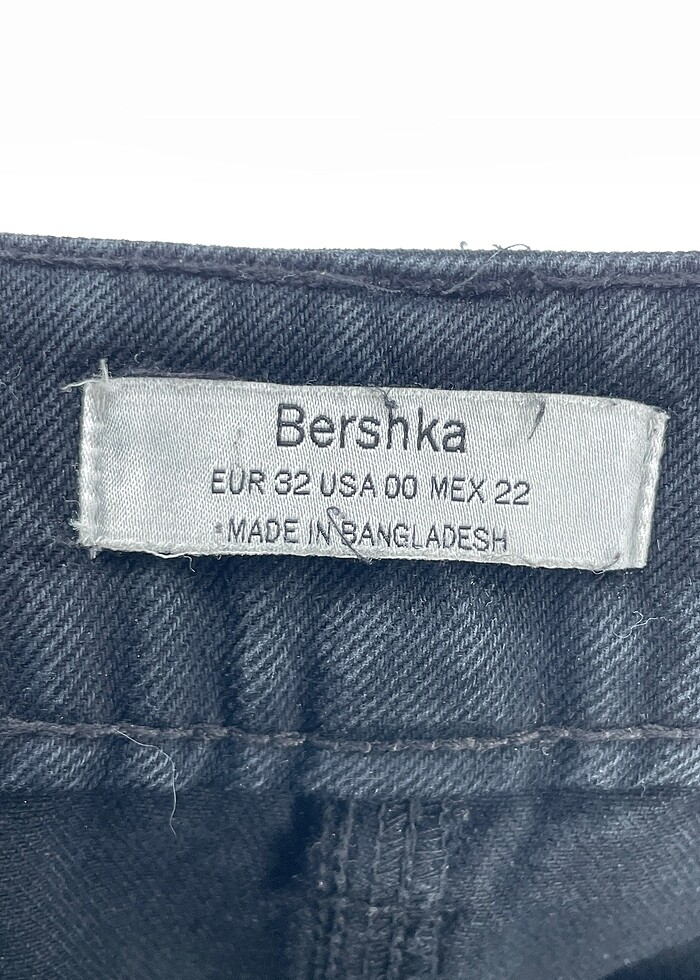 Bershka
EUR 32 USA 00 MEX 22
MADE IN BANGLADESH